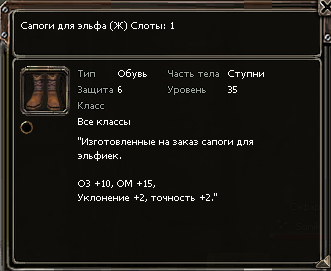 Сапоги для эльфа (Ж) Слоты: 1
Тип Обувь Часть тела Ступни
Защита 6 Уровень 35
Класс
Все классы
"Изготовленные на заказ сапоги для
эльфиек.
ОЗ +10, ОМ +15,
Уклонение +2, точность +2."